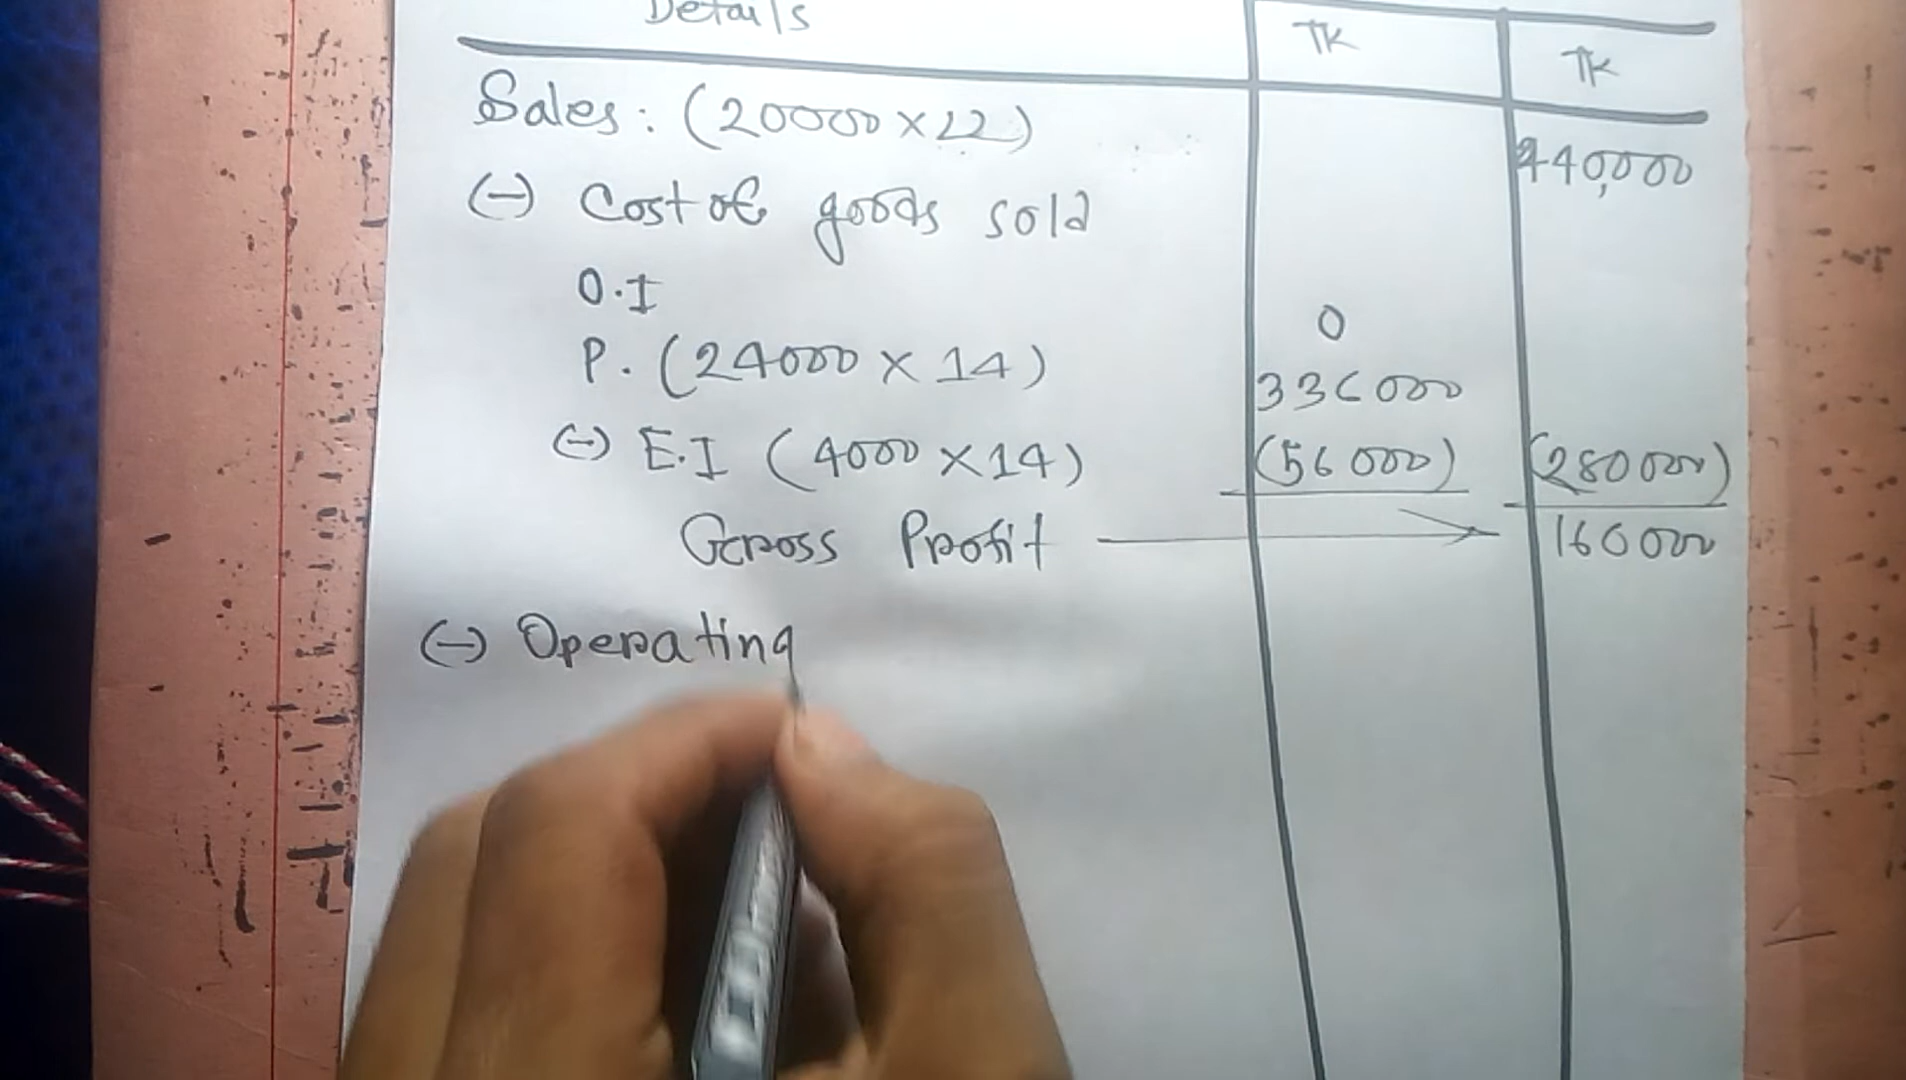 Details TK TK
Sales: (20000 × 22) 440,000
(-) Cost of goods sold
O.I 0
P. (24000 × 14) 336000
(-) E.I (4000 × 14) (56000) (280000)
Gross Profit 160000
(-) Operating